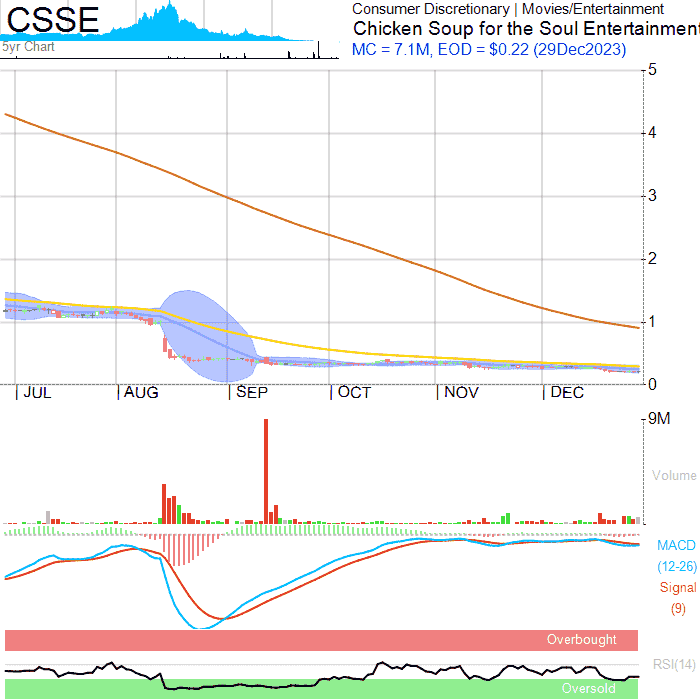 CSSE
Consumer Discretionary | Movies/Entertainment
Chicken Soup for the Soul Entertainment
MC = 7.1M, EOD = $0.22 (29Dec2023)
5yr Chart
5
4
3
2
1
0
JUL AUG SEP OCT NOV DEC
9M
Volume
MACD
(12-26)
Signal
(9)
Overbought
RSI(14)
Oversold